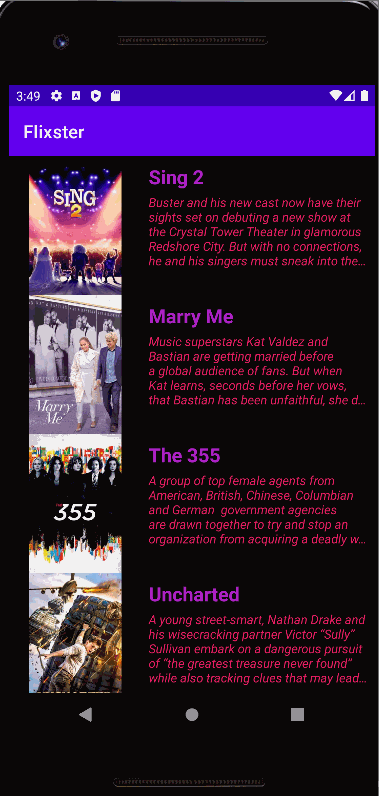 3:49
Flixster
SING
2
Sing 2
Buster and his new cast now have their
sights set on debuting a new show at
the Crystal Tower Theater in glamorous
Redshore City. But with no connections,
he and his singers must sneak into the...
Marry
Me
Marry Me
Music superstars Kat Valdez and
Bastian are getting married before
a global audience of fans. But when
Kat learns, seconds before her vows,
that Bastian has been unfaithful, she d...
355
The 355
A group of top female agents from
American, British, Chinese, Columbian
and German  government agencies
are drawn together to try and stop an
organization from acquiring a deadly w...
Uncharted
A young street-smart, Nathan Drake and
his wisecracking partner Victor “Sully”
Sullivan embark on a dangerous pursuit
of “the greatest treasure never found”
while also tracking clues that may lead...